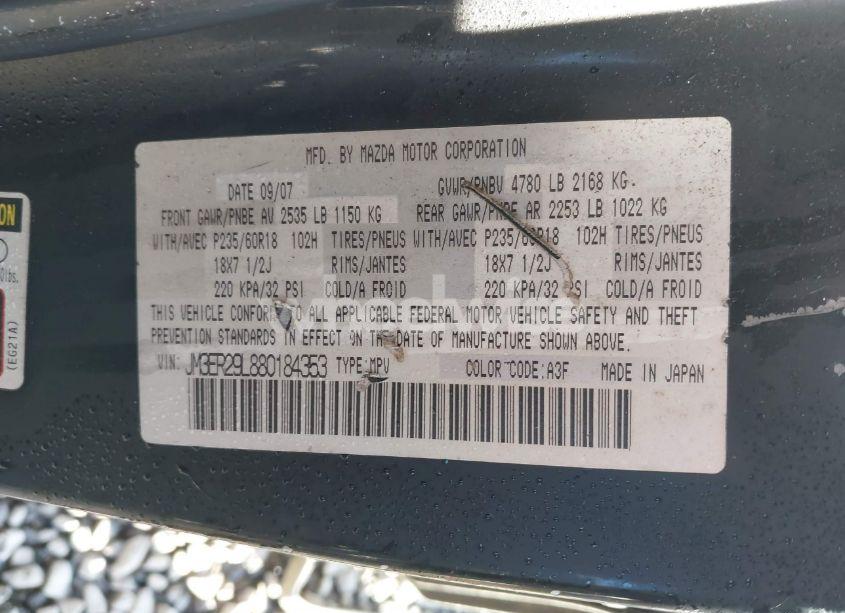 MFD. BY MAZDA MOTOR CORPORATION
DATE 09/07 GVWR/PNBV 4780 LB 2168 KG
FRONT GAWR/PNBE AV 2535 LB 1150 KG REAR GAWR/PNBE AR 2253 LB 1022 KG
WITH/AVEC P235/60R18 102H TIRES/PNEUS WITH/AVEC P235/60R18 102H TIRES/PNEUS
18X7 1/2J RIMS/JANTES 18X7 1/2J RIMS/JANTES
220 KPA/32 PSI COLD/A FROID 220 KPA/32 PSI COLD/A FROID
THIS VEHICLE CONFORMS TO ALL APPLICABLE FEDERAL MOTOR VEHICLE SAFETY AND THEFT
PREVENTION STANDARDS IN EFFECT ON THE DATE OF MANUFACTURE SHOWN ABOVE.
VIN: JM3ER29L880184353 TYPE: MPV COLOR CODE: A3F MADE IN JAPAN
ON
lbs.
(EG21A)